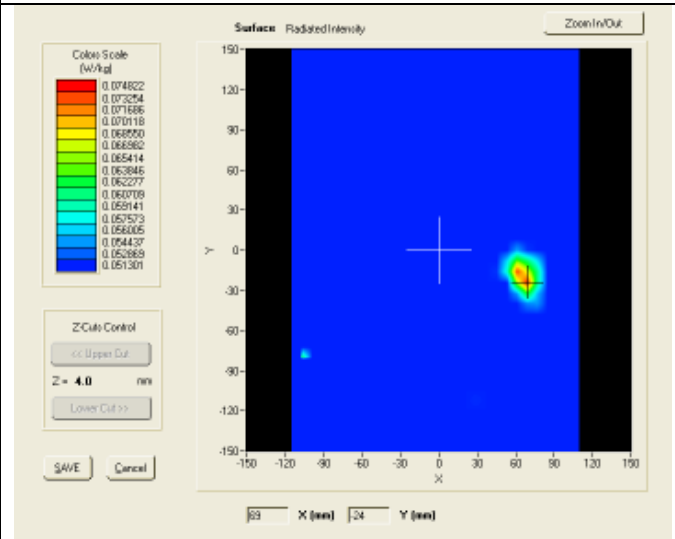 Surface Radiated Intensity
Zoom In/Out
Colors Scale
(W/kg)
0.074822
0.073254
0.071686
0.070118
0.068550
0.066982
0.065414
0.063846
0.062277
0.060709
0.059141
0.057573
0.056005
0.054437
0.052869
0.051301
Z-Cuts Control
<< Upper Cut
Z = 4.0 mm
Lower Cut >>
SAVE Cancel
150
120
90
60
30
0
-30
-60
-90
-120
-150
Y
-150 -120 -90 -60 -30 0 30 60 90 120 150
X
69 X (mm) -24 Y (mm)